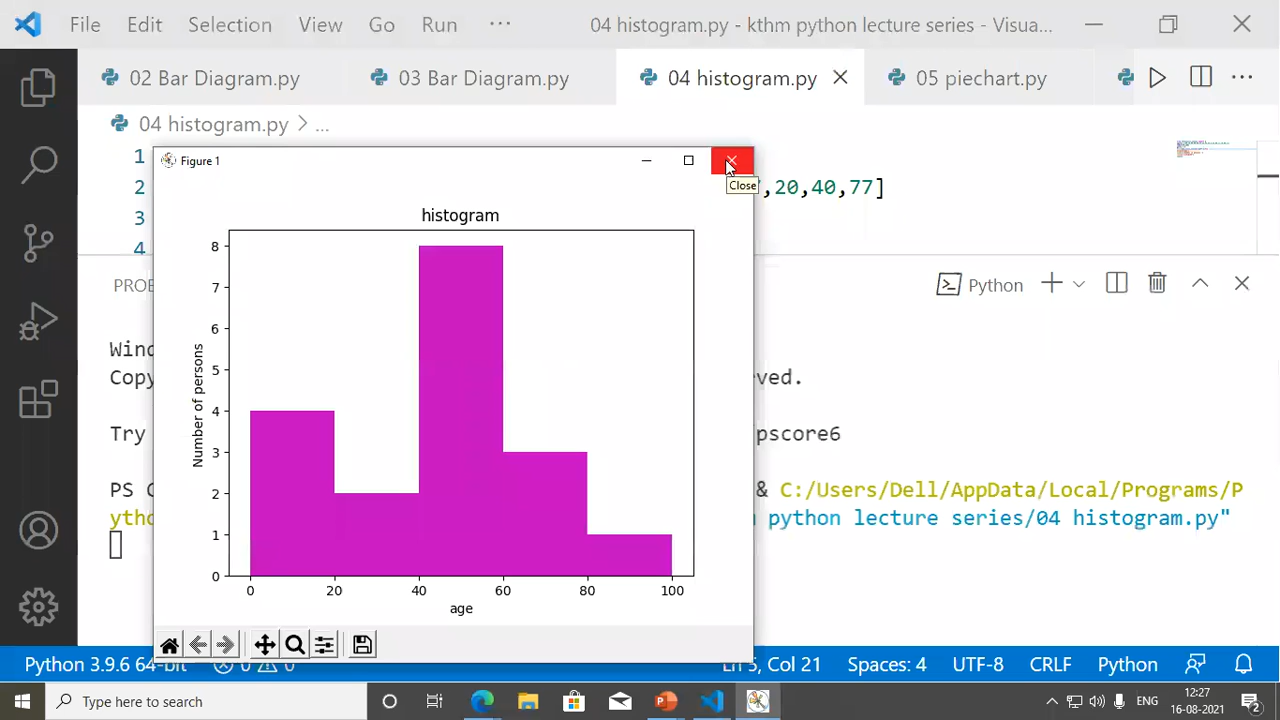 File Edit Selection View Go Run ··· 04 histogram.py - kthm python lecture series - Visua...
02 Bar Diagram.py 03 Bar Diagram.py 04 histogram.py 05 piechart.py ···
04 histogram.py > ...
1
2 ,20,40,77]
3
4
Figure 1
Close
histogram
8
7
6
5
4
3
2
1
0
Number of persons
0 20 40 60 80 100
age
PROB
Python
Wind
Copy ved.
Try pscore6
PS C & C:/Users/Dell/AppData/Local/Programs/P
ytho python lecture series/04 histogram.py"
Python 3.9.6 64-bit 0 0 Ln 5, Col 21 Spaces: 4 UTF-8 CRLF Python
Type here to search ENG 12:27
16-08-2021 2